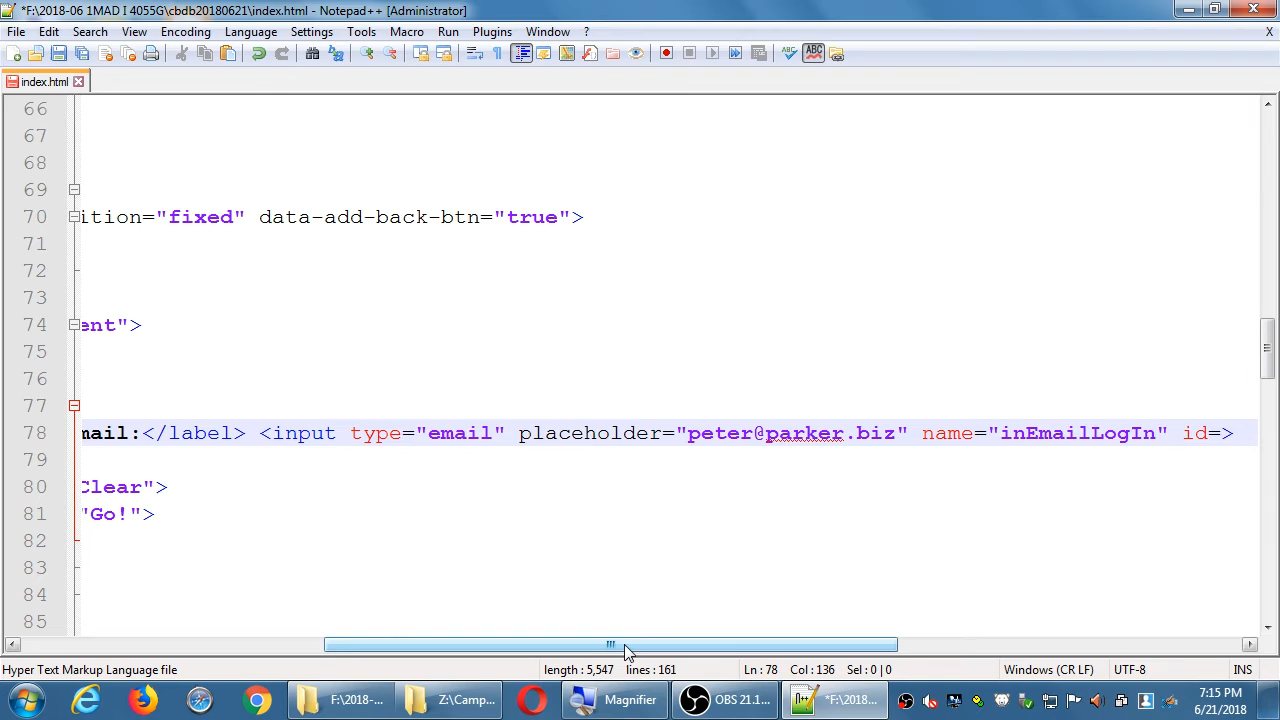 *F:\2018-06 1MAD I 4055G\cbdb20180621\index.html - Notepad++ [Administrator]
File Edit Search View Encoding Language Settings Tools Macro Run Plugins Window ? X
index.html
66
67
68
69
70 ition="fixed" data-add-back-btn="true">
71
72
73
74 ent">
75
76
77
78 mail:</label> <input type="email" placeholder="peter@parker.biz" name="inEmailLogIn" id=>
79
80 Clear">
81 "Go!">
82
83
84
85
Hyper Text Markup Language file length : 5,547 lines : 161 Ln : 78 Col : 136 Sel : 0 | 0 Windows (CR LF) UTF-8 INS
F:\2018-... Z:\Camp... Magnifier OBS 21.1... *F:\2018... 7:15 PM
6/21/2018